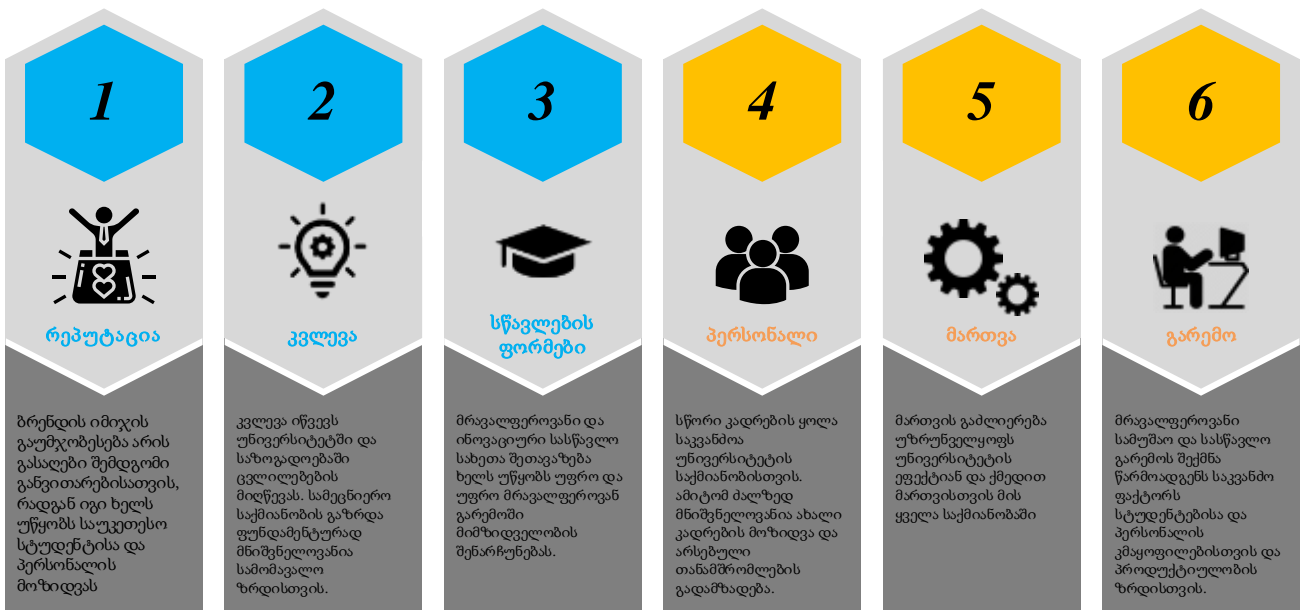 1
რეპუტაცია
ბრენდის იმიჯის
გაუმჯობესება არის
გასაღები შემდგომი
განვითარებისათვის,
რადგან იგი ხელს
უწყობს საუკეთესო
სტუდენტისა და
პერსონალის
მოზიდვას
2
კვლევა
კვლევა იწვევს
უნივერსიტეტში და
საზოგადოებაში
ცვლილებების
მიღწევას. სამეცნიერო
საქმიანობის გაზრდა
ფუნდამენტურად
მნიშვნელოვანია
სამომავალო
ზრდისთვის.
3
სწავლების
ფორმები
მრავალფეროვანი და
ინოვაციური სასწავლო
სახეთა შეთავაზება
ხელს უწყობს უფრო და
უფრო მრავალფეროვან
გარემოში
მიმზიდველობის
შენარჩუნებას.
4
პერსონალი
სწორი კადრების ყოლა
საკვანძოა
უნივერსიტეტის
საქმიანობისთვის.
ამიტომ ძალზედ
მნიშვნელოვანია ახალი
კადრების მოზიდვა და
არსებული
თანამშრომლების
გადამზადება.
5
მართვა
მართვის გაძლიერება
უზრუნველყოფს
უნივერსიტეტის
ეფექტიან და ქმედით
მართვისთვის მის
ყველა საქმიანობაში
6
გარემო
მრავალფეროვანი
სამუშაო და სასწავლო
გარემოს შექმნა
წარმოადგენს საკვანძო
ფაქტორს
სტუდენტებისა და
პერსონალის
კმაყოფილებისთვის და
პროდუქტიულობის
ზრდისთვის.